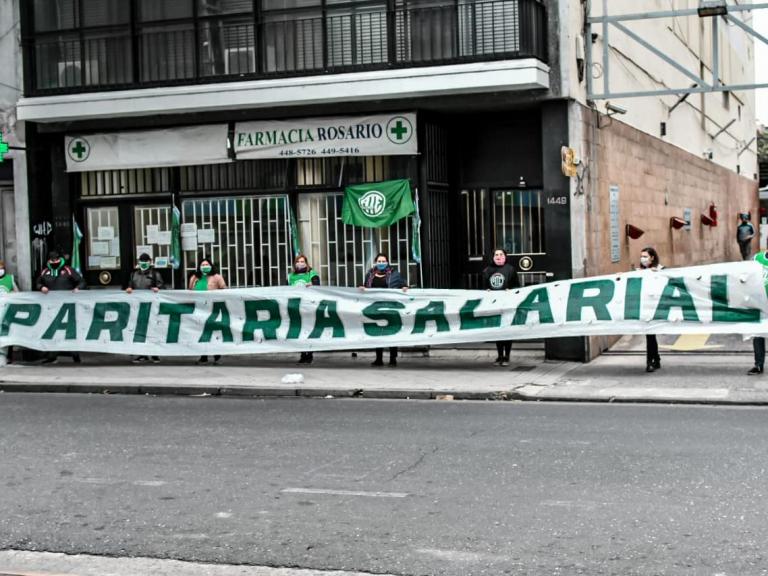 FARMACIA ROSARIO
448-5726 449-5416
ATE
1449
PARITARIA SALARIAL